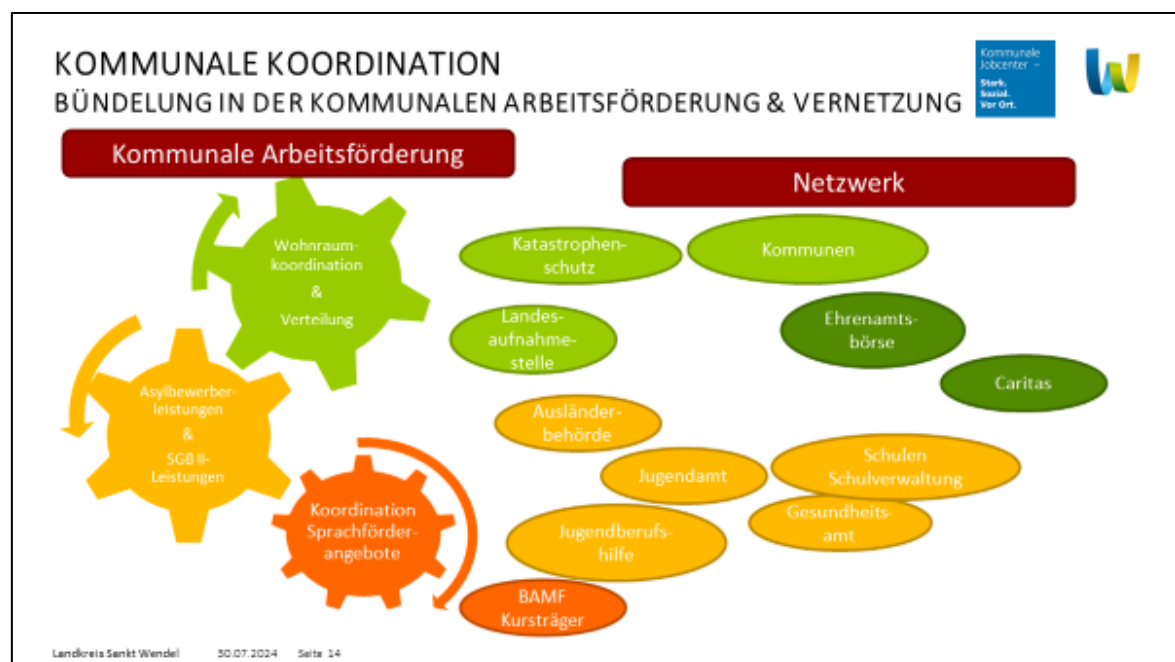 KOMMUNALE KOORDINATION
BÜNDELUNG IN DER KOMMUNALEN ARBEITSFÖRDERUNG & VERNETZUNG
Kommunale
Jobcenter –
Stark.
Sozial.
Vor Ort.
Kommunale Arbeitsförderung
Netzwerk
Wohnraum-
koordination
&
Verteilung
Asylbewerber-
leistungen
&
SGB II-
Leistungen
Koordination
Sprachförder-
angebote
Katastrophen-
schutz
Kommunen
Landes-
aufnahme-
stelle
Ehrenamts-
börse
Caritas
Ausländer-
behörde
Jugendamt
Schulen
Schulverwaltung
Gesundheits-
amt
Jugendberufs-
hilfe
BAMF
Kursträger
Landkreis Sankt Wendel 30.07.2024 Seite 14